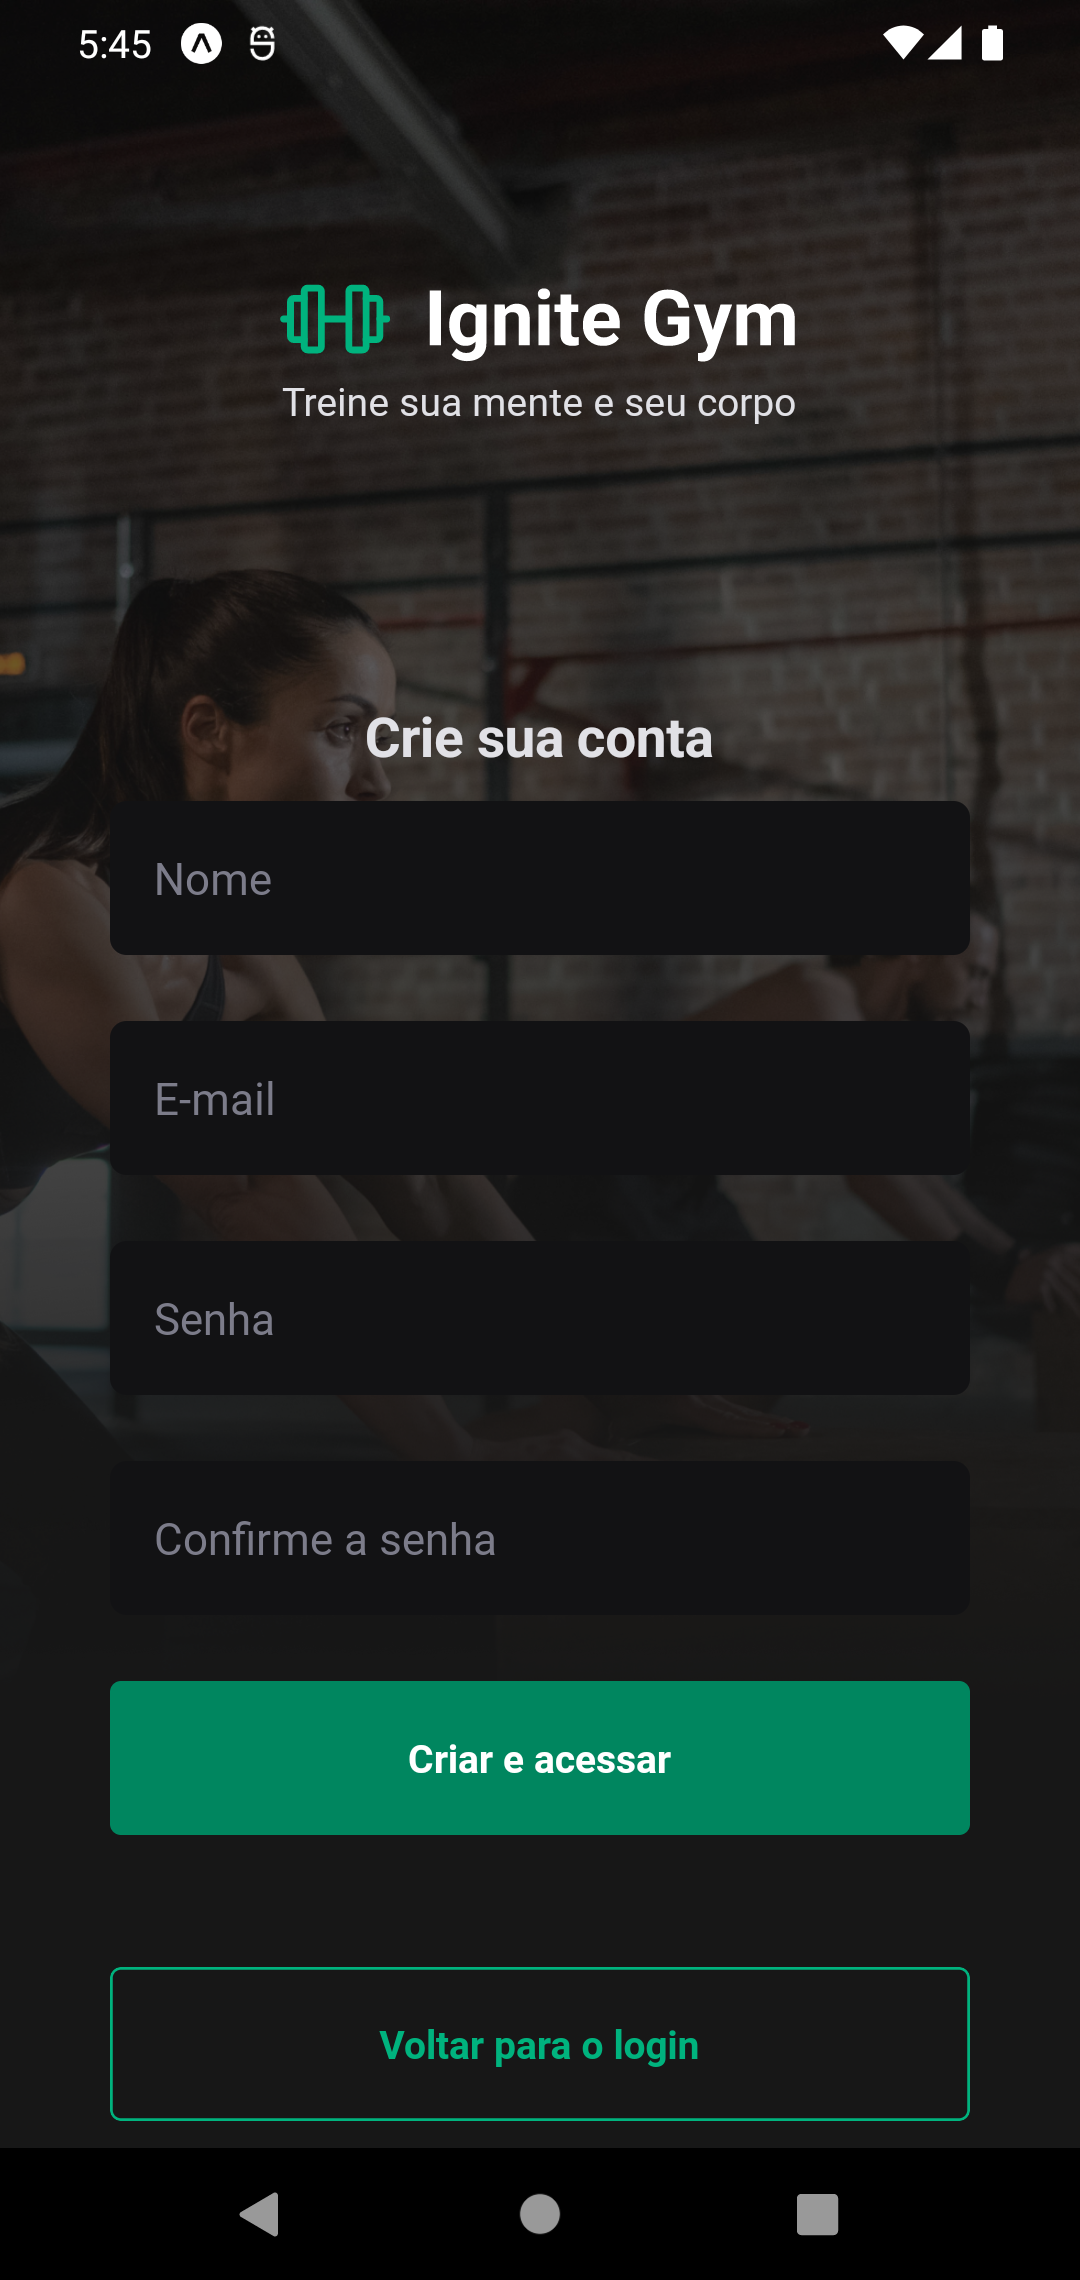 5:45
Ignite Gym
Treine sua mente e seu corpo
Crie sua conta
Nome
E-mail
Senha
Confirme a senha
Criar e acessar
Voltar para o login